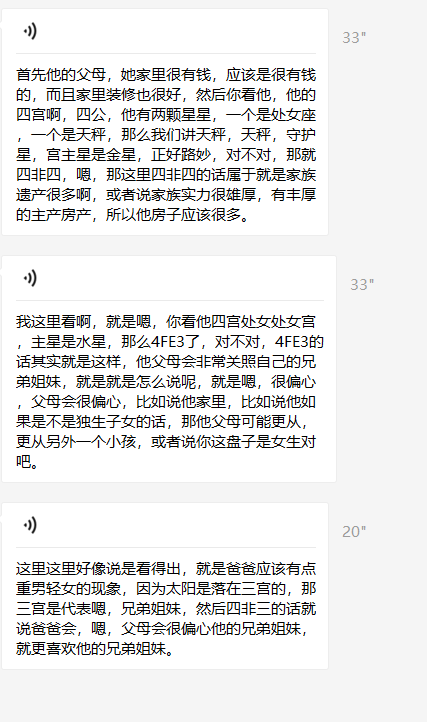 33"
首先他的父母，她家里很有钱，应该是很有钱
的，而且家里装修也很好，然后你看他，他的
四宫啊，四公，他有两颗星星，一个是处女座
，一个是天秤，那么我们讲天秤，天秤，守护
星，宫主星是金星，正好路妙，对不对，那就
四非四，嗯，那这里四非四的话属于就是家族
遗产很多啊，或者说家族实力很雄厚，有丰厚
的主产房产，所以他房子应该很多。
33"
我这里看啊，就是嗯，你看他四宫处女处女宫
，主星是水星，那么4FE3了，对不对，4FE3的
话其实就是这样，他父母会非常关照自己的兄
弟姐妹，就是就是怎么说呢，就是嗯，很偏心
，父母会很偏心，比如说他家里，比如说他如
果是不是独生子女的话，那他父母可能更从，
更从另外一个小孩，或者说你这盘子是女生对
吧。
20"
这里这里好像说是看得出，就是爸爸应该有点
重男轻女的现象，因为太阳是落在三宫的，那
三宫是代表嗯，兄弟姐妹，然后四非三的话就
说爸爸会，嗯，父母会很偏心他的兄弟姐妹，
就更喜欢他的兄弟姐妹。